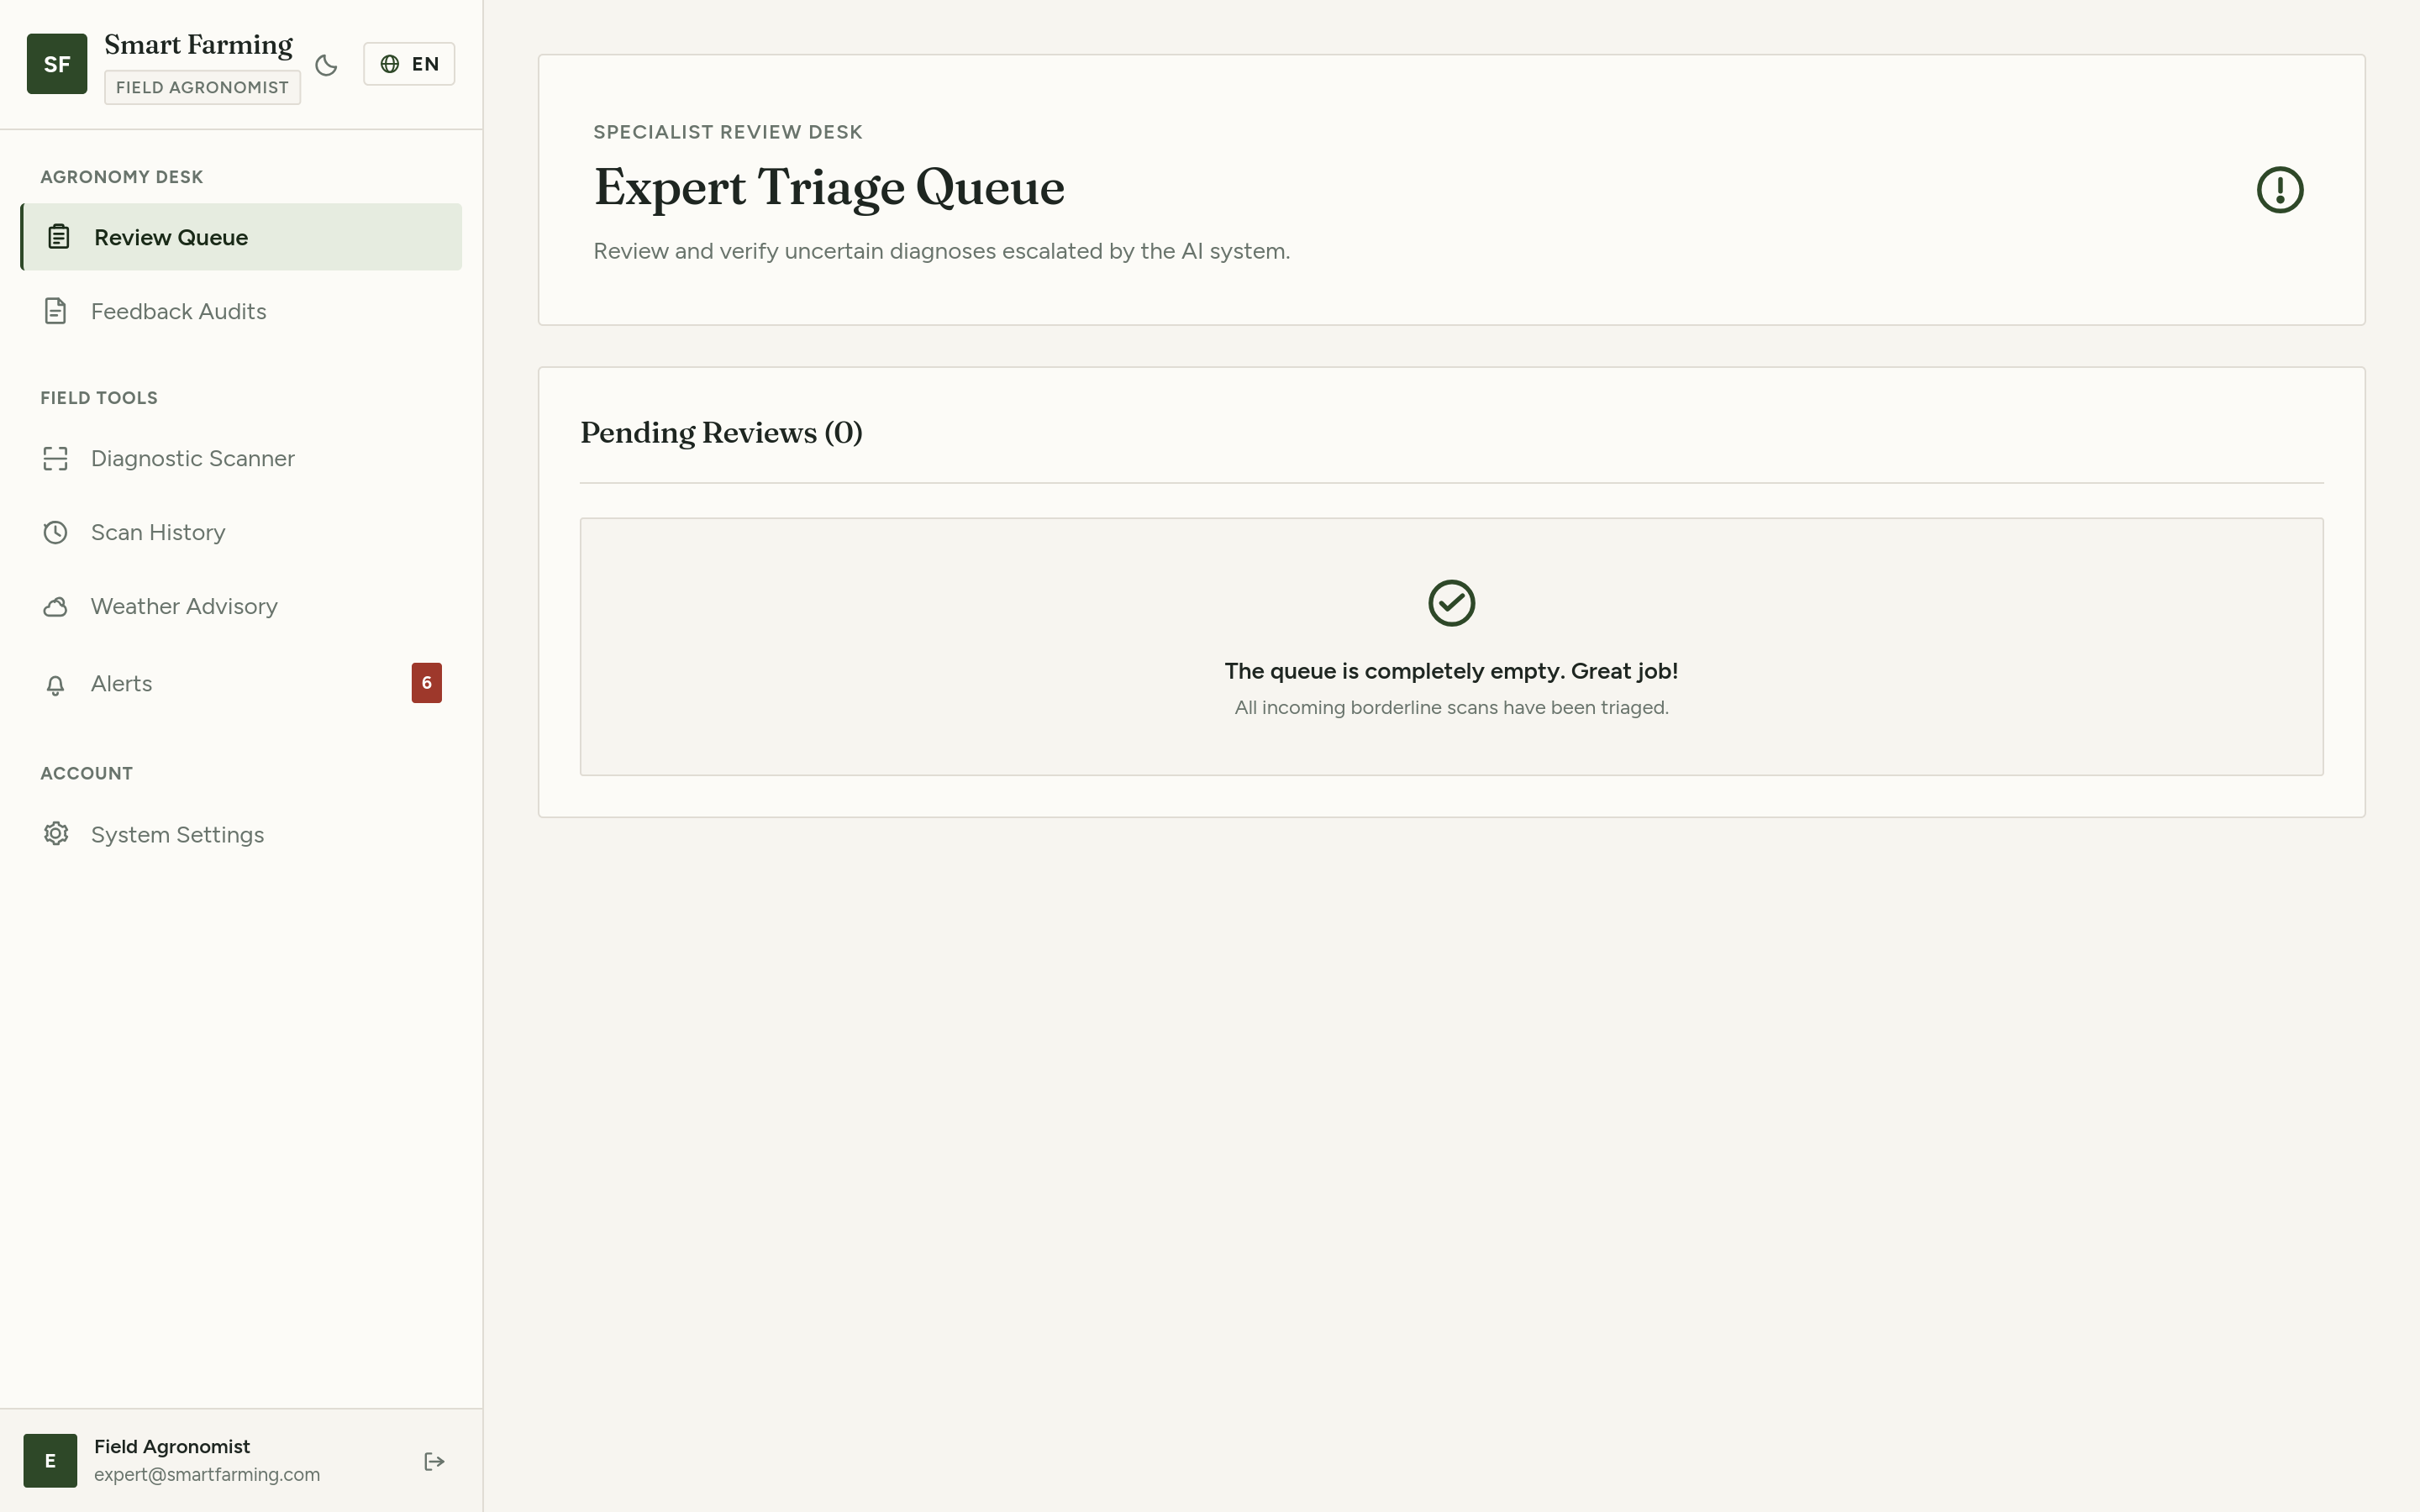 SF
Smart Farming
FIELD AGRONOMIST
EN
AGRONOMY DESK
Review Queue
Feedback Audits
FIELD TOOLS
Diagnostic Scanner
Scan History
Weather Advisory
Alerts
6
ACCOUNT
System Settings
E
Field Agronomist
expert@smartfarming.com
SPECIALIST REVIEW DESK
Expert Triage Queue
Review and verify uncertain diagnoses escalated by the AI system.
Pending Reviews (0)
The queue is completely empty. Great job!
All incoming borderline scans have been triaged.